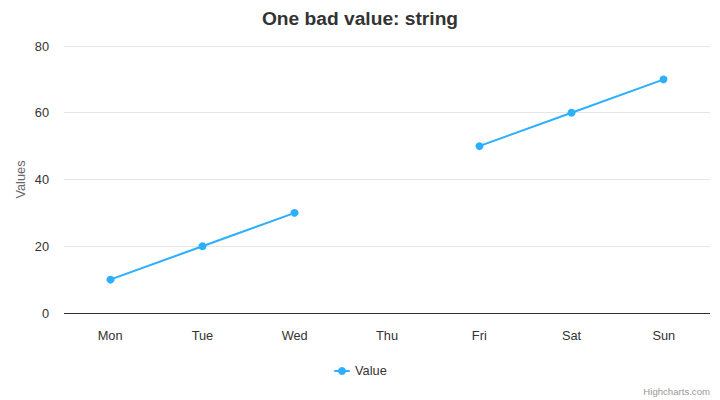 One bad value: string
80
60
40
20
0
Values
Mon Tue Wed Thu Fri Sat Sun
Value
Highcharts.com